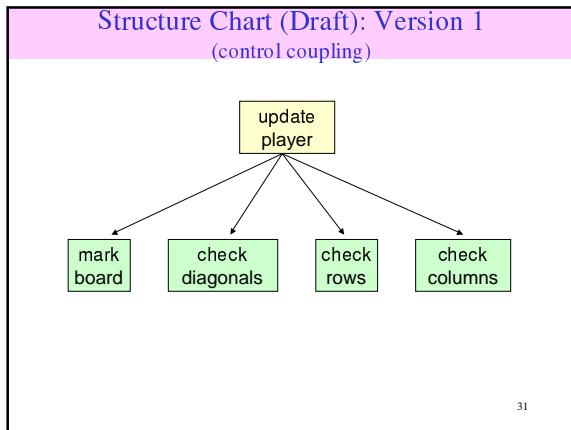 Structure Chart (Draft): Version 1
(control coupling)
update
player
mark
board
check
diagonals
check
rows
check
columns
31